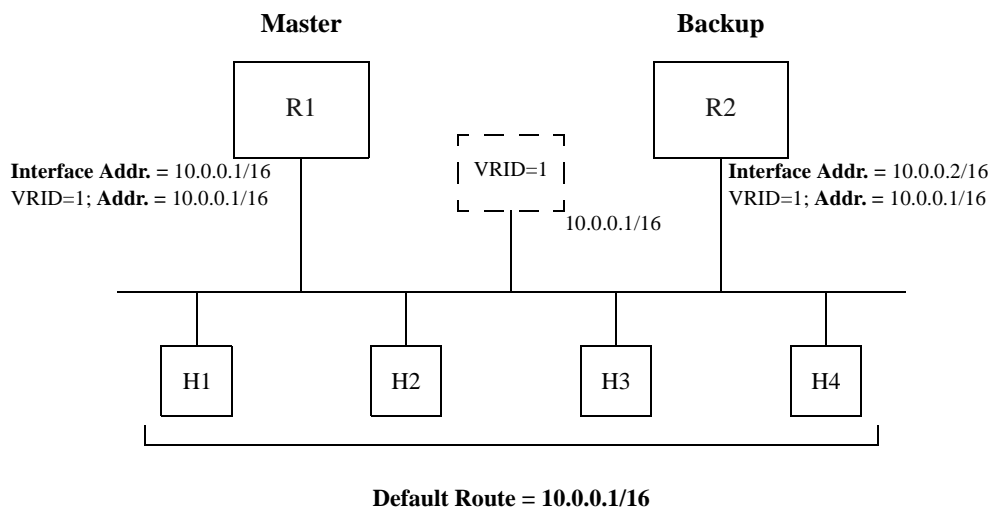 Master
Backup
R1
R2
VRID=1
Interface Addr. = 10.0.0.1/16
VRID=1; Addr. = 10.0.0.1/16
Interface Addr. = 10.0.0.2/16
VRID=1; Addr. = 10.0.0.1/16
10.0.0.1/16
H1
H2
H3
H4
Default Route = 10.0.0.1/16